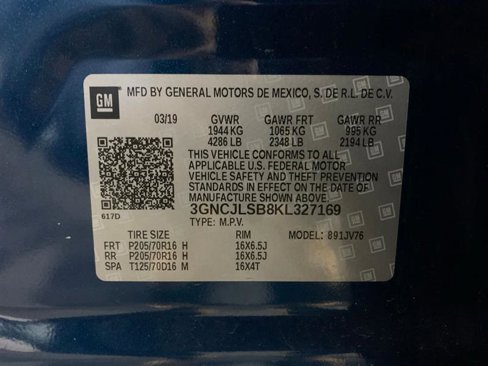 GM MFD BY GENERAL MOTORS DE MEXICO, S. DE R.L. DE C.V.
03/19 GVWR GAWR FRT GAWR RR
1944 KG 1065 KG 995 KG
4286 LB 2348 LB 2194 LB
THIS VEHICLE CONFORMS TO ALL
APPLICABLE U.S. FEDERAL MOTOR
VEHICLE SAFETY AND THEFT PREVENTION
STANDARDS IN EFFECT ON THE DATE OF
MANUFACTURE SHOWN ABOVE.
617D 3GNCJLSB8KL327169
TYPE: M.P.V.
TIRE SIZE RIM MODEL: 891JV76
FRT P205/70R16 H 16X6.5J
RR P205/70R16 H 16X6.5J
SPA T125/70D16 M 16X4T